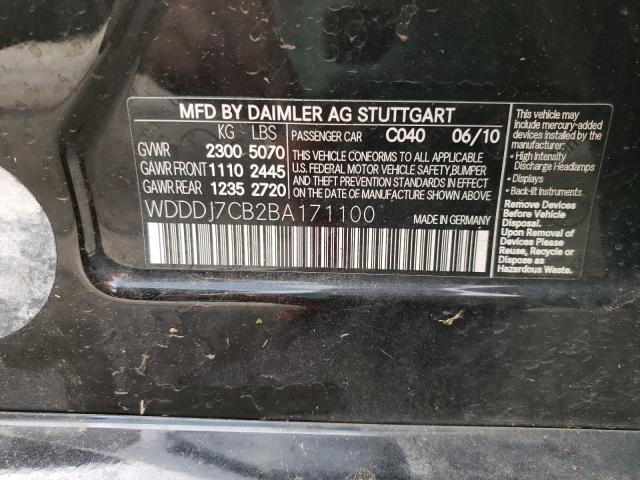 MFD BY DAIMLER AG STUTTGART
KG LBS PASSENGER CAR C040 06/10
GVWR 2300 5070
GAWR FRONT 1110 2445
GAWR REAR 1235 2720
THIS VEHICLE CONFORMS TO ALL APPLICABLE
U.S. FEDERAL MOTOR VEHICLE SAFETY, BUMPER
AND THEFT PREVENTION STANDARDS IN EFFECT
ON THE DATE OF MANUFACTURE SHOWN ABOVE
WDDDJ7CB2BA171100
This vehicle may
include mercury-added
devices installed by
the manufacturer:
• High Intensity
Discharge Headlamps
• Displays
• Back-lit Instruments
Remove Devices
Before Vehicle
Disposal.
Upon Removal of
Devices Please
Reuse, Recycle or
Dispose as
Hazardous Waste.